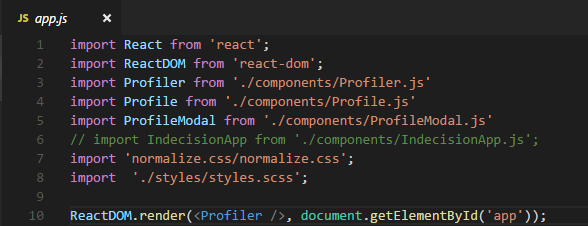 JS app.js ×
1 import React from 'react';
2 import ReactDOM from 'react-dom';
3 import Profiler from './components/Profiler.js'
4 import Profile from './components/Profile.js'
5 import ProfileModal from './components/ProfileModal.js'
6 // import IndecisionApp from './components/IndecisionApp.js';
7 import 'normalize.css/normalize.css';
8 import  './styles/styles.scss';
9
10 ReactDOM.render(<Profiler />, document.getElementById('app'));